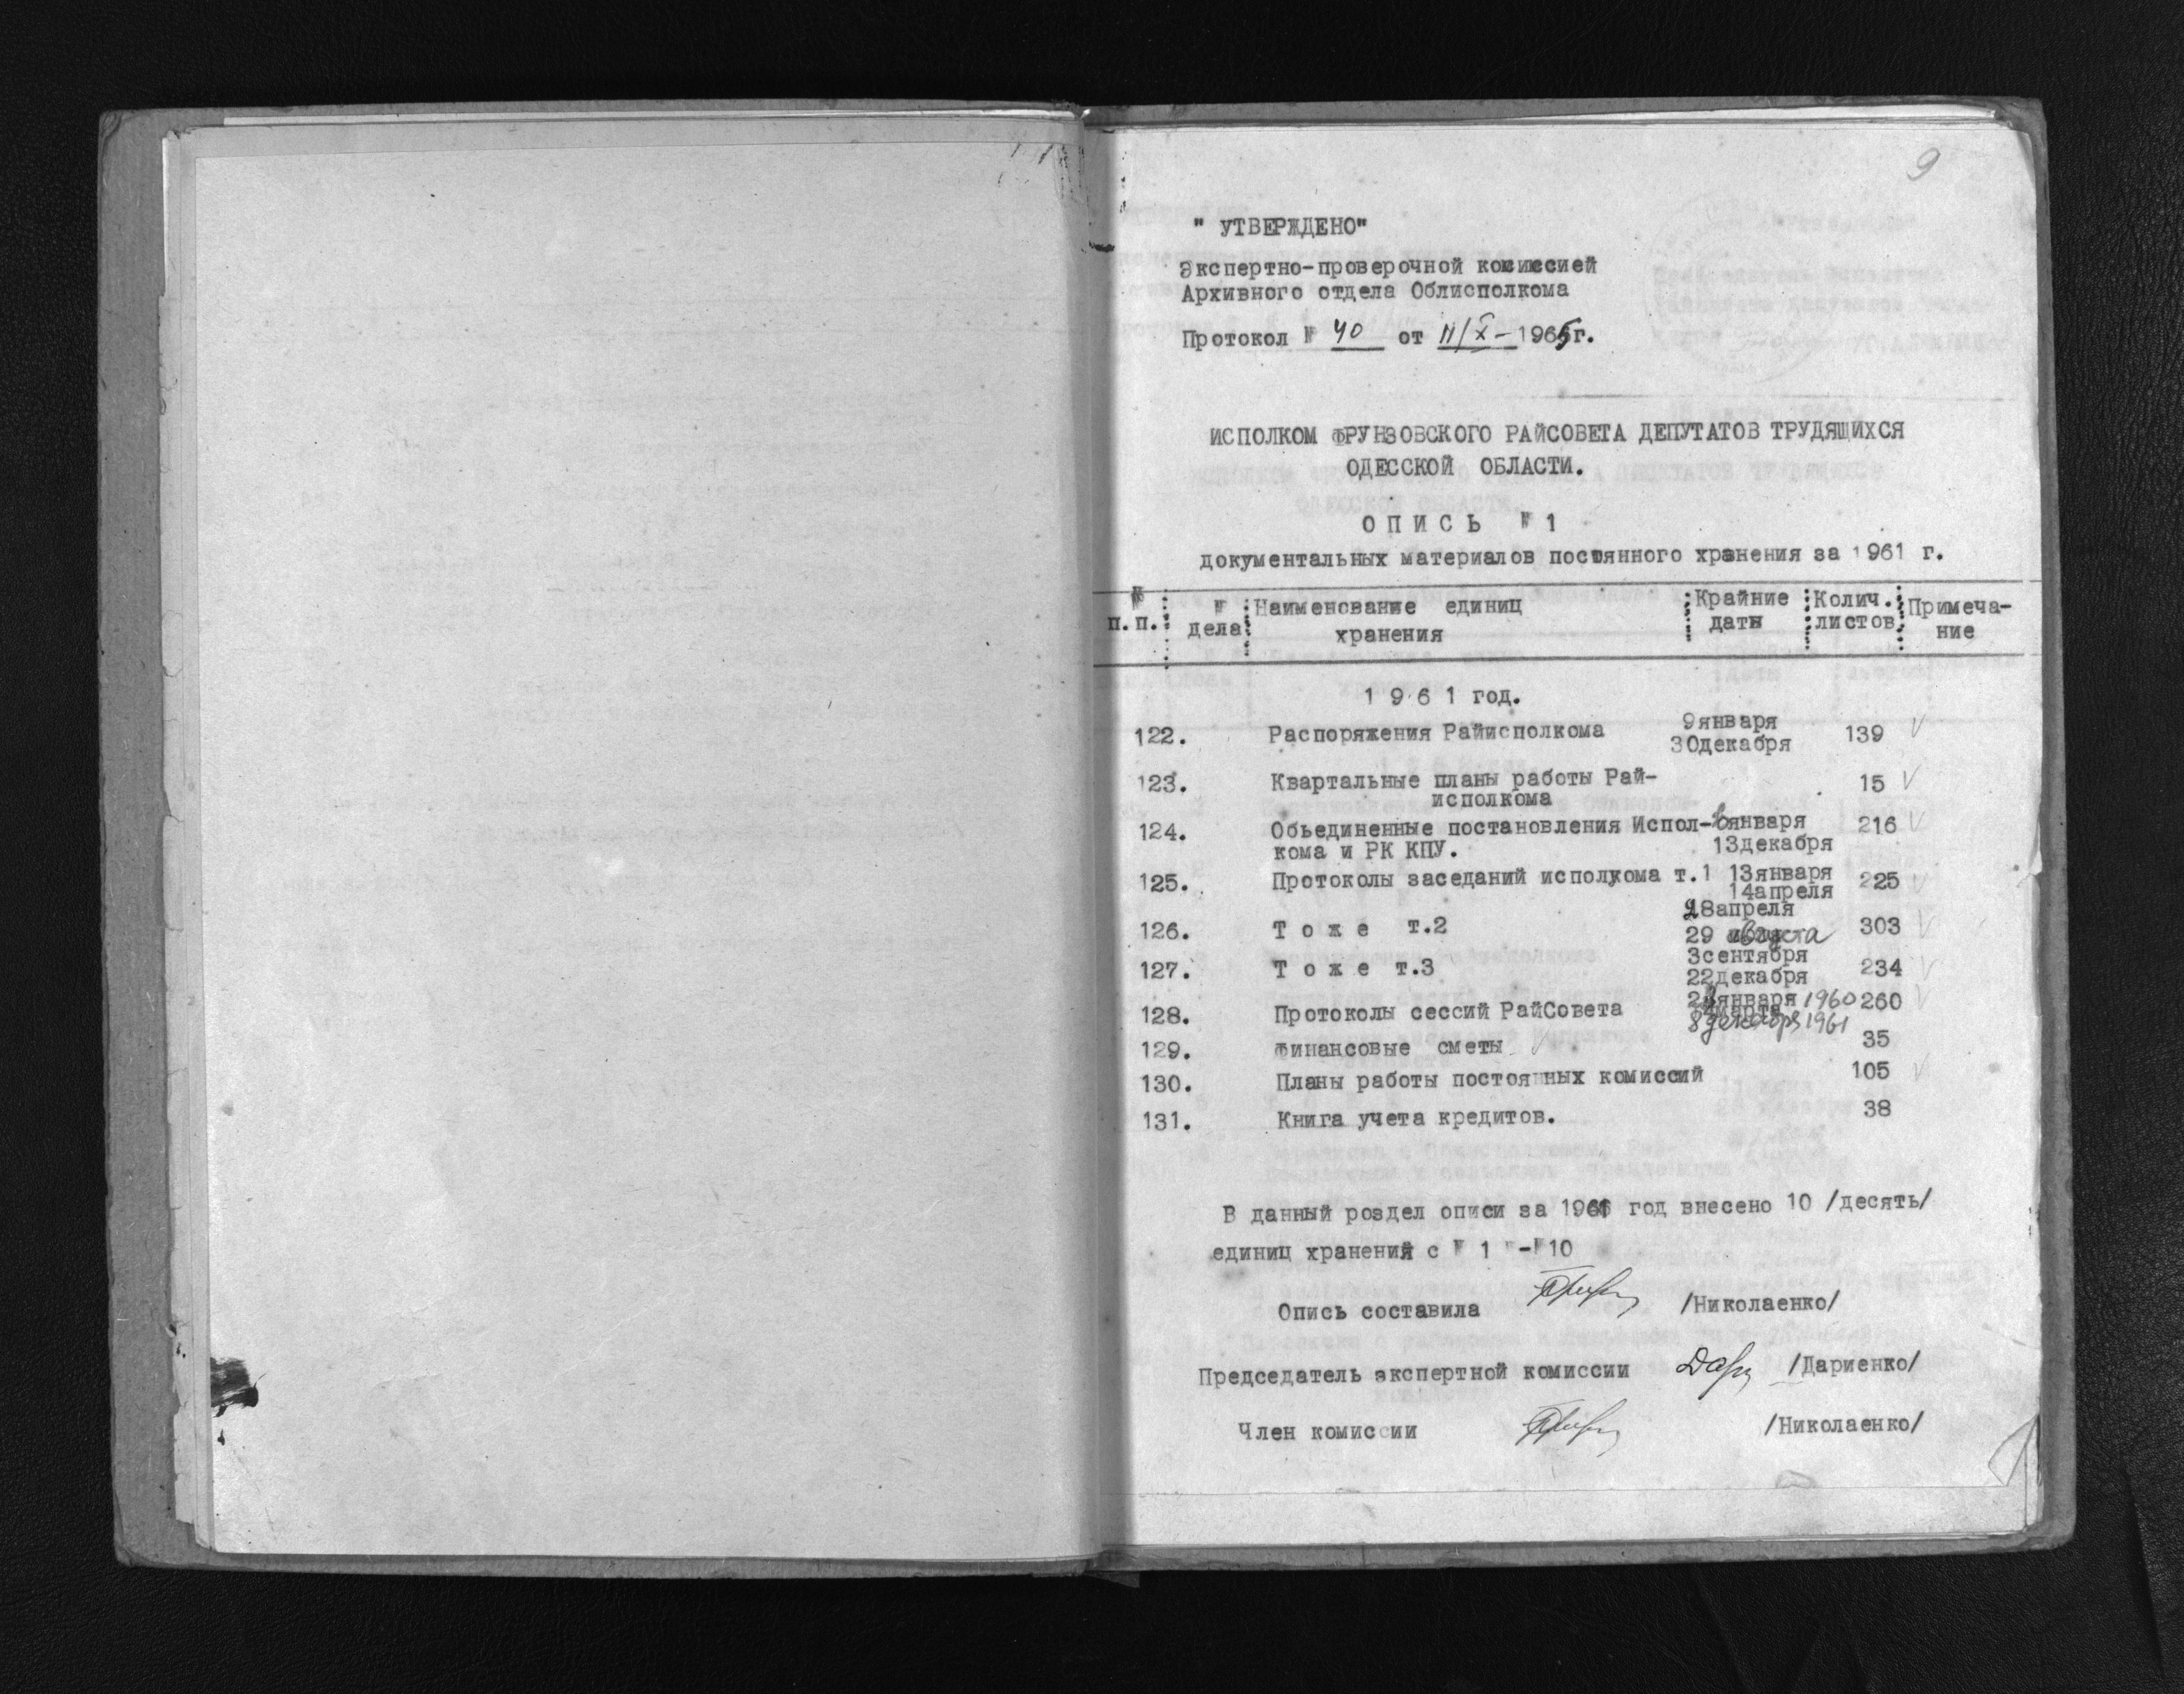 9
" УТВЕРЖДЕНО"
Экспертно-проверочной комиссией
Архивного отдела Облисполкома
Протокол № 40 от 11/X - 1965г.
ИСПОЛКОМ ФРУНЗОВСКОГО РАЙСОВЕТА ДЕПУТАТОВ ТРУДЯЩИХСЯ
ОДЕССКОЙ ОБЛАСТИ.
О П И С Ь № 1
документальных материалов постянного хранения за 1961 г.
№ п.п. № дела Наименование единиц хранения Крайние даты Колич. листов Примеча-ние
1 9 6 1 год.
122. Распоряжения Райисполкома 9января 30декабря 139
123. Квартальные планы работы Рай-
исполкома 15
124. Обьединенные постановления Испол- 6января 216
кома и РК КПУ. 13декабря
125. Протоколы заседаний исполкома т.1 13января 14апреля 225
126. Т о ж е т.2 28апреля 29 августа 303
127. Т о ж е т.3 3сентября 22декабря 234
128. Протоколы сессий РайСовета января 1960 8 декабря 1961 260
129. Финансовые сметы 35
130. Планы работы постоянных комиссий 105
131. Книга учета кредитов. 38
В данный роздел описи за 1961 год внесено 10 /десять/
единиц хранений с № 1 -№10
Опись составила /Николаенко/
Председатель экспертной комиссии /Дариенко/
Член комиссии /Николаенко/